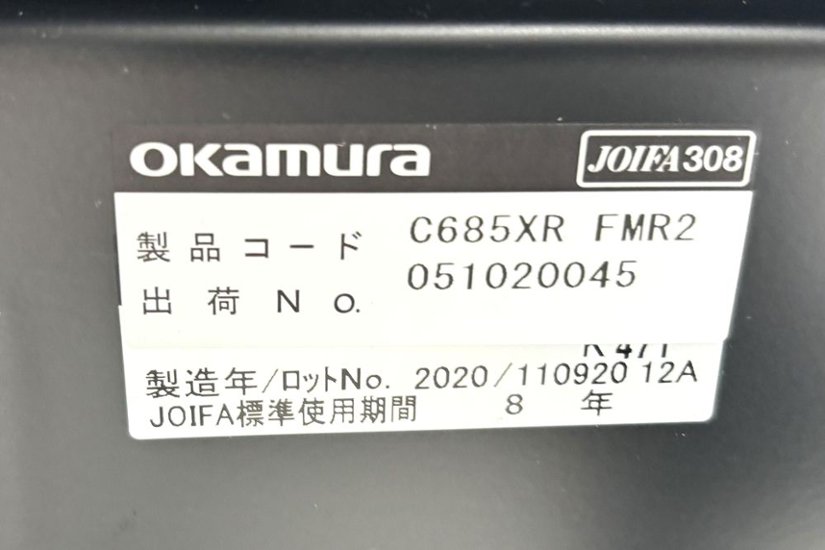 okamura JOIFA308
製品コード C685XR FMR2
出荷No. 051020045
製造年/ロットNo. 2020/110920 12A
JOIFA標準使用期間 8 年